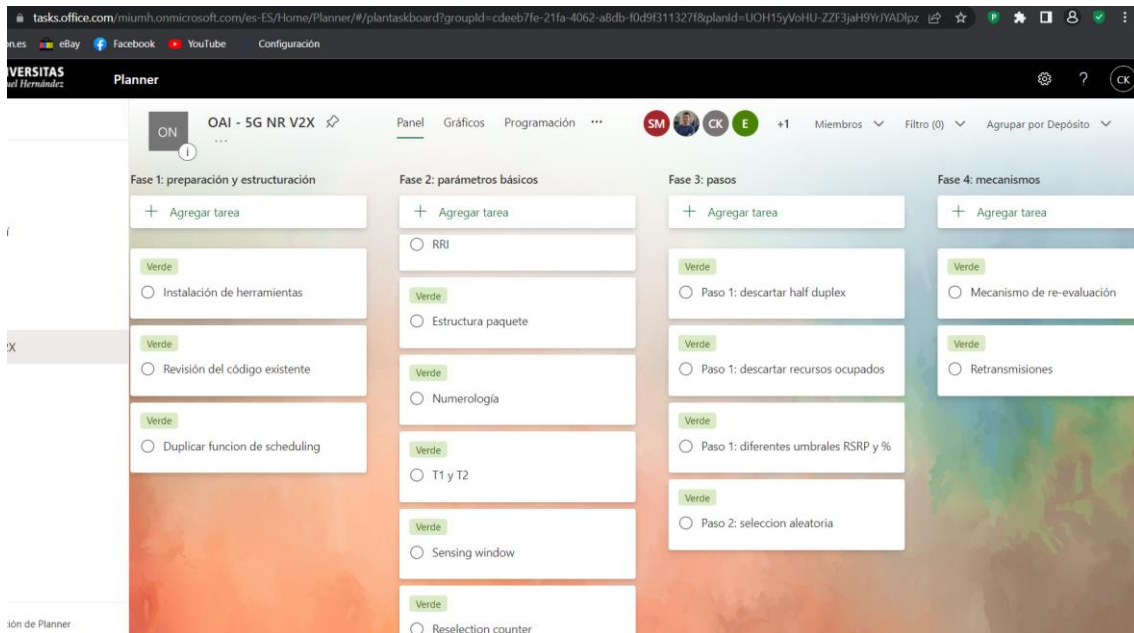 tasks.office.com/miumh.onmicrosoft.com/es-ES/Home/Planner/#/plantaskboard?groupId=cdeeb7fe-21fa-4062-a8db-f0d9f311327f&planId=UOH15yVoHU-ZZF3jaH9YrJYADlpz
on.es eBay Facebook YouTube Configuración
IVERSITAS
uel Hernández
Planner
? CK
ON
OAI - 5G NR V2X
...
Panel Gráficos Programación ...
SM CK E +1 Miembros Filtro (0) Agrupar por Depósito
Fase 1: preparación y estructuración
+ Agregar tarea
Verde
Instalación de herramientas
Verde
Revisión del código existente
Verde
Duplicar funcion de scheduling
Fase 2: parámetros básicos
+ Agregar tarea
RRI
Verde
Estructura paquete
Verde
Numerología
Verde
T1 y T2
Verde
Sensing window
Verde
Reselection counter
Fase 3: pasos
+ Agregar tarea
Verde
Paso 1: descartar half duplex
Verde
Paso 1: descartar recursos ocupados
Verde
Paso 1: diferentes umbrales RSRP y %
Verde
Paso 2: seleccion aleatoria
Fase 4: mecanismos
+ Agregar tarea
Verde
Mecanismo de re-evaluación
Verde
Retransmisiones
í
2X
ión de Planner